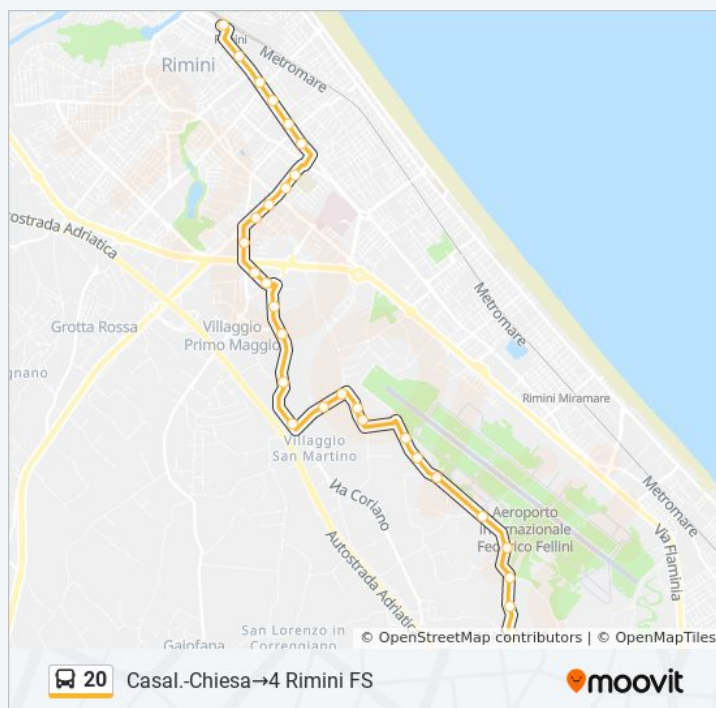 Rimini
Rimini
Metromare
ostrada Adriatica
Metromare
Grotta Rossa
Villaggio
Primo Maggio
gnano
Rimini Miramare
Villaggio
San Martino
Metromare
Via Coriano
Aeroporto
Internazionale
Federico Fellini
Via Flaminia
Autostrada Adriatica
San Lorenzo in
Correggiano
Gaiofana
© OpenStreetMap contributors | © OpenMapTiles
20 Casal.-Chiesa→4 Rimini FS
moovit